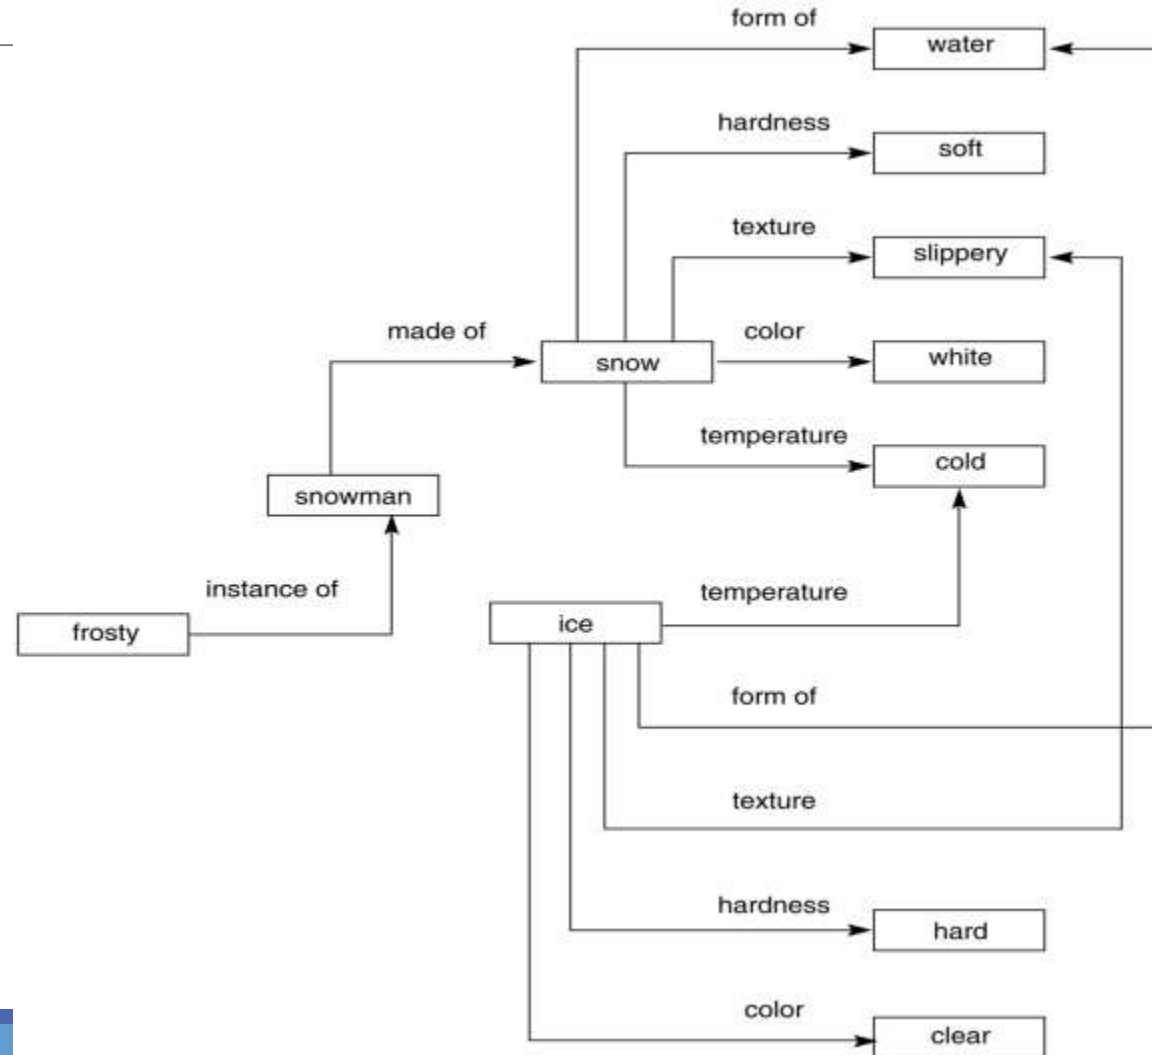 form of
water
hardness
soft
texture
slippery
made of
color
snow
white
temperature
cold
snowman
instance of
temperature
frosty
ice
form of
texture
hardness
hard
color
clear